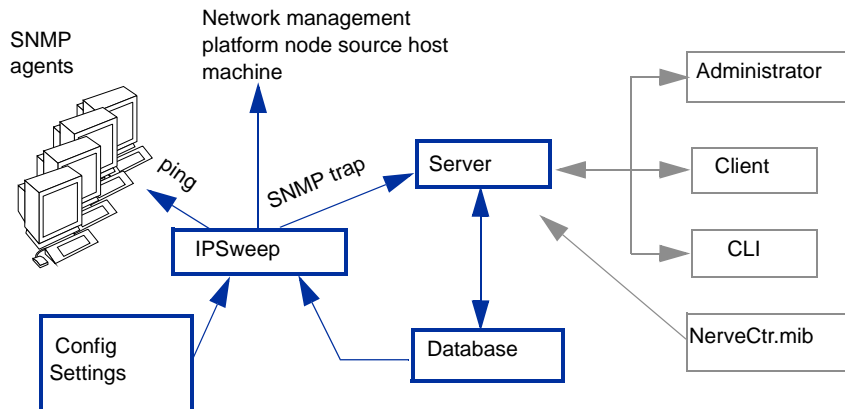 SNMP
agents
Network management
platform node source host
machine
Administrator
ping
SNMP trap
Server
Client
IPSweep
CLI
Config
Settings
Database
NerveCtr.mib